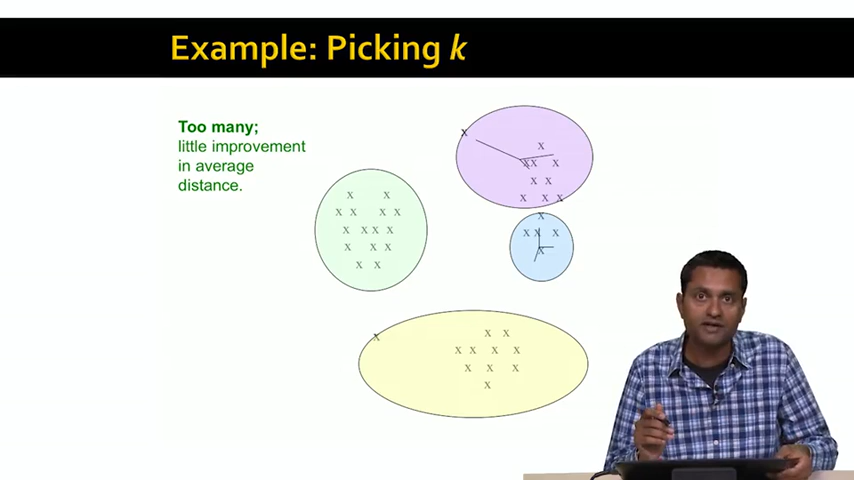 Example: Picking k
Too many;
little improvement
in average
distance.
x
x
x x
x x x x
x x x x
x x x
x x
x x x
x x
x x x
x
x x x
x
x
x x
x x x x
x x x
x